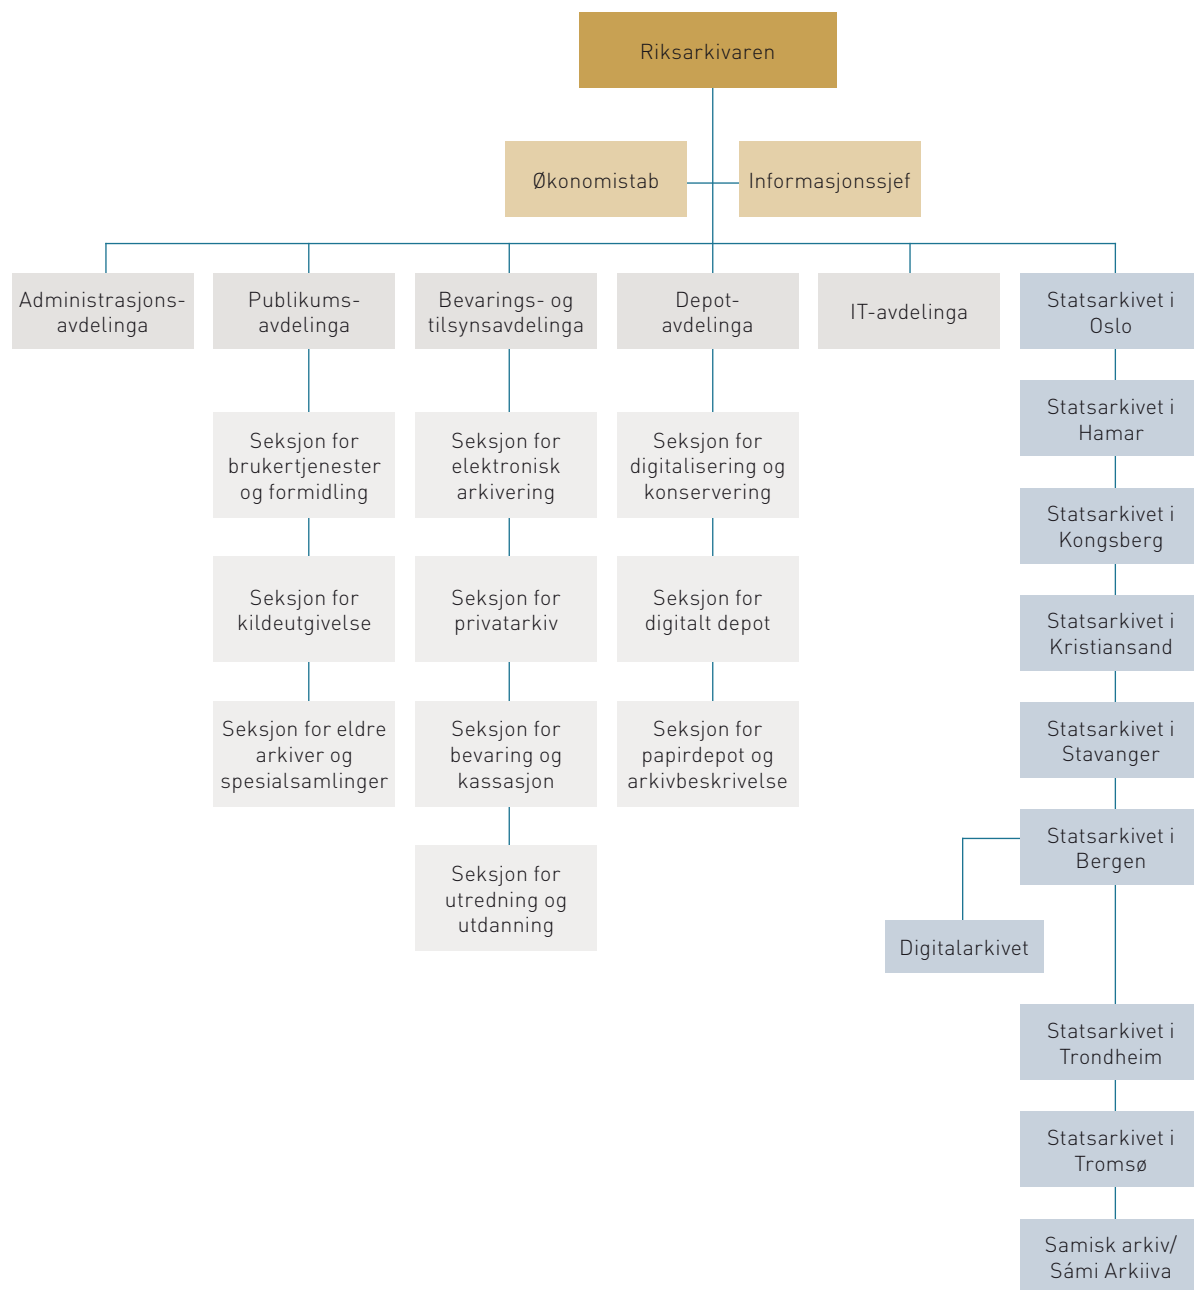 Riksarkivaren
Økonomistab
Informasjonssjef
Administrasjons-
avdelinga
Publikums-
avdelinga
Bevarings- og
tilsynsavdelinga
Depot-
avdelinga
IT-avdelinga
Statsarkivet i
Oslo
Seksjon for
brukertjenester
og formidling
Seksjon for
kildeutgivelse
Seksjon for eldre
arkiver og
spesialsamlinger
Seksjon for
elektronisk
arkivering
Seksjon for
privatarkiv
Seksjon for
bevaring og
kassasjon
Seksjon for
utredning og
utdanning
Seksjon for
digitalisering og
konservering
Seksjon for
digitalt depot
Seksjon for
papirdepot og
arkivbeskrivelse
Statsarkivet i
Hamar
Statsarkivet i
Kongsberg
Statsarkivet i
Kristiansand
Statsarkivet i
Stavanger
Statsarkivet i
Bergen
Digitalarkivet
Statsarkivet i
Trondheim
Statsarkivet i
Tromsø
Samisk arkiv/
Sámi Arkiiva